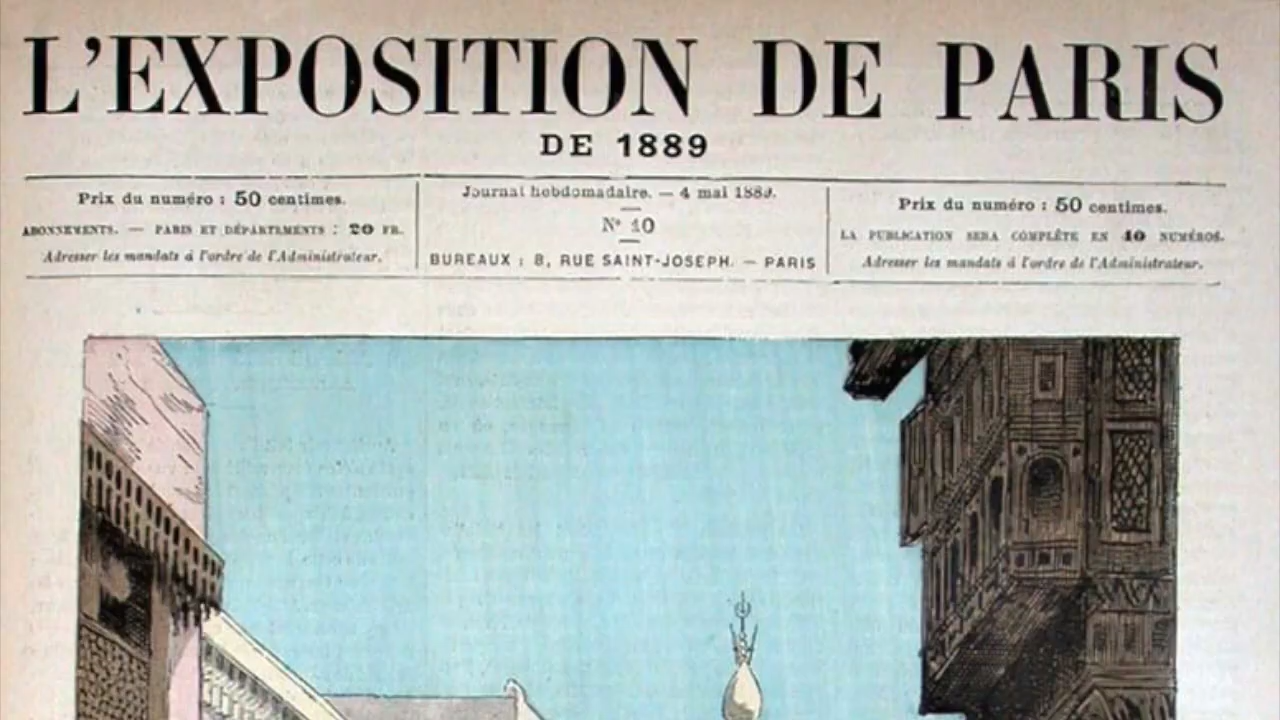 L'EXPOSITION DE PARIS
DE 1889
Prix du numéro : 50 centimes.
ABONNEMENTS. — PARIS ET DÉPARTEMENTS : 20 FR.
Adresser les mandats à l'ordre de l'Administrateur.
Journal hebdomadaire. — 4 mai 1889.
N° 10
BUREAUX : 8, RUE SAINT-JOSEPH. — PARIS
Prix du numéro : 50 centimes.
LA PUBLICATION SERA COMPLÈTE EN 40 NUMÉROS.
Adresser les mandats à l'ordre de l'Administrateur.